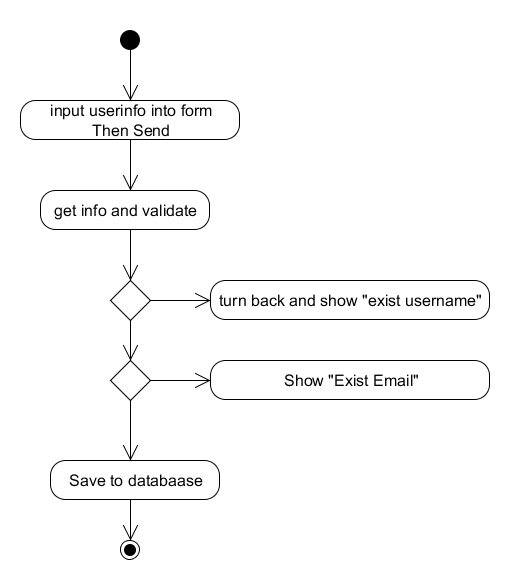 input userinfo into form
Then Send
get info and validate
turn back and show "exist username"
Show "Exist Email"
Save to databaase